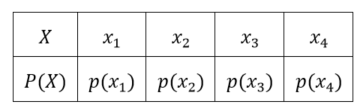 X x₁ x₂ x₃ x₄
P(X) p(x₁) p(x₂) p(x₃) p(x₄)